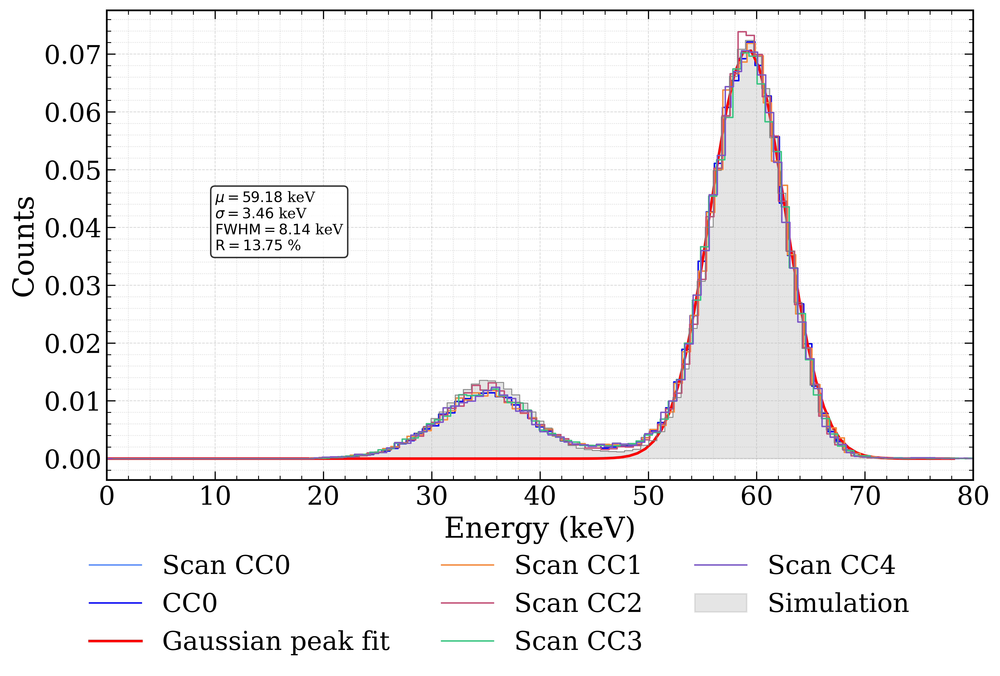 0.07
0.06
0.05
0.04
0.03
0.02
0.01
0.00
Counts
μ = 59.18 keV
σ = 3.46 keV
FWHM = 8.14 keV
R = 13.75 %
0 10 20 30 40 50 60 70 80
Energy (keV)
Scan CC0
CC0
Gaussian peak fit
Scan CC1
Scan CC2
Scan CC3
Scan CC4
Simulation